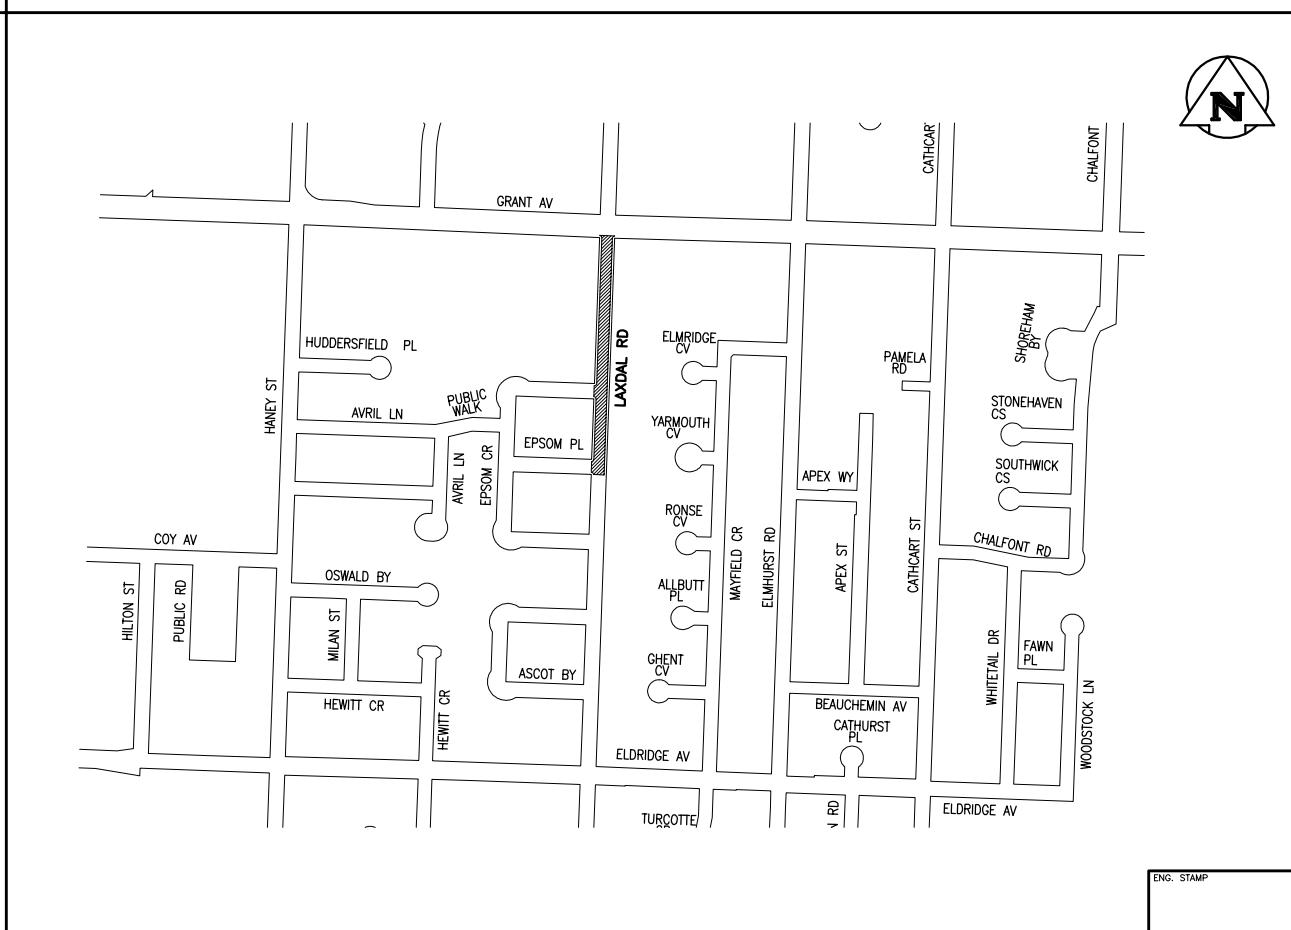 N
CATHCAR
CHALFONT
GRANT AV
HUDDERSFIELD PL
LAXDAL RD
ELMRIDGE
CV
PAMELA
RD
SHOREHAM
BY
HANEY ST
AVRIL LN
PUBLIC
WALK
EPSOM PL
AVRIL LN
EPSOM CR
YARMOUTH
CV
STONEHAVEN
CS
SOUTHWICK
CS
APEX WY
RONSE
CV
COY AV
HILTON ST
PUBLIC RD
OSWALD BY
MILAN ST
MAYFIELD CR
ELMHURST RD
APEX ST
CATHCART ST
CHALFONT RD
ALLBUTT
PL
GHENT
CV
ASCOT BY
HEWITT CR
HEWITT CR
WHITETAIL DR
FAWN
PL
WOODSTOCK LN
BEAUCHEMIN AV
CATHURST
PL
ELDRIDGE AV
ELDRIDGE AV
TURCOTTE
N RD
ENG. STAMP